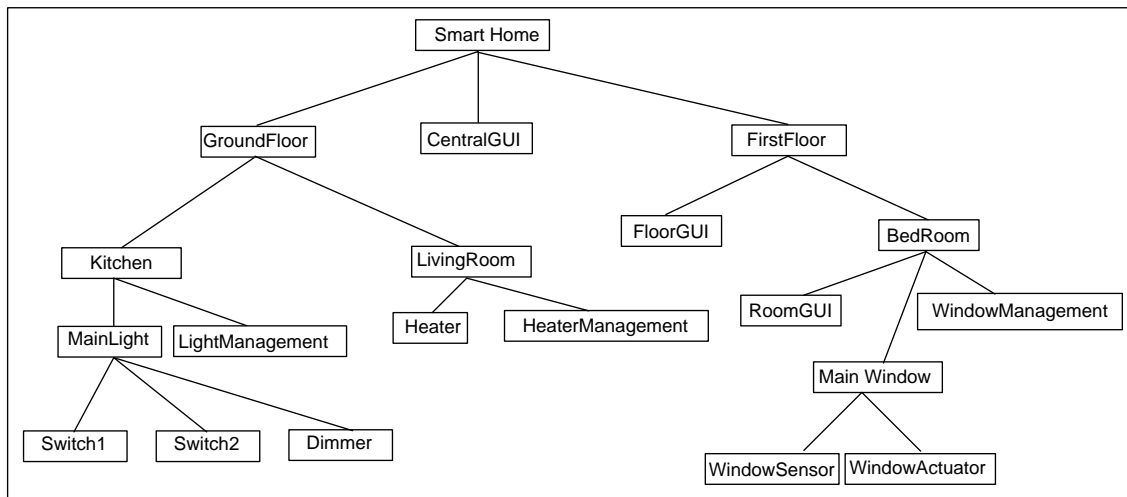 Smart Home
GroundFloor
CentralGUI
FirstFloor
FloorGUI
BedRoom
Kitchen
LivingRoom
RoomGUI
WindowManagement
MainLight
LightManagement
Heater
HeaterManagement
Main Window
Switch1
Switch2
Dimmer
WindowSensor
WindowActuator